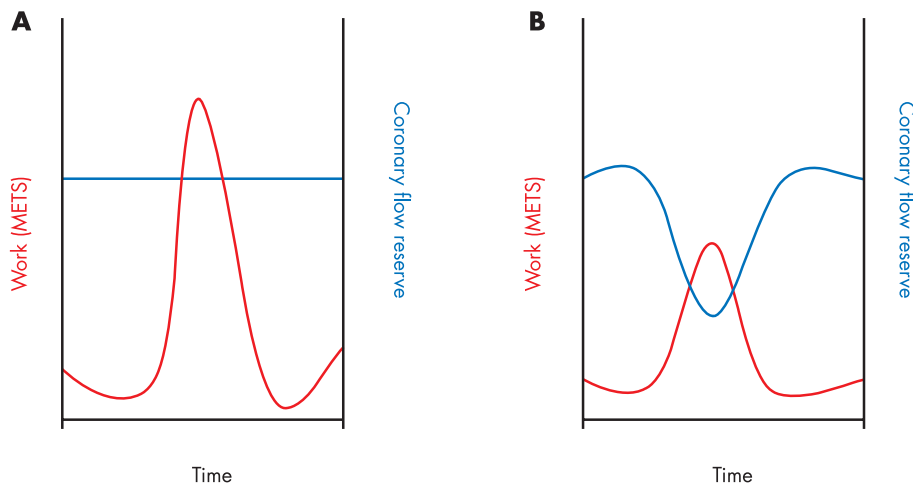 A
Work (METS)
Coronary flow reserve
Time
B
Work (METS)
Coronary flow reserve
Time